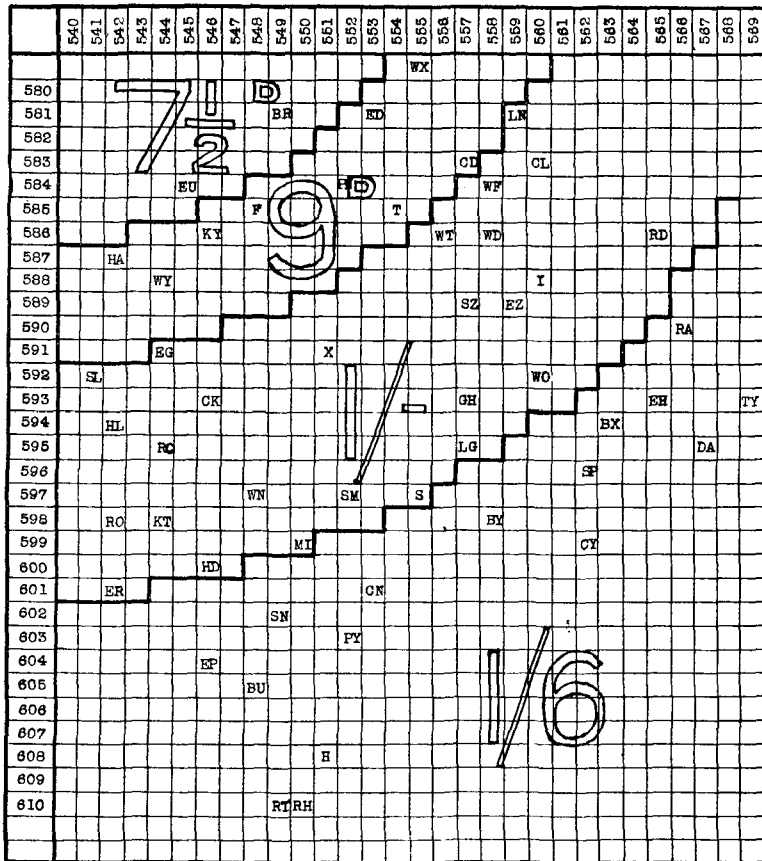 540 541 542 543 545 546 547 548 549 550 551 552 553 554 555 556 557 558 559 560 561 562 563 564 565 566 567 568 569
WX
580 7½D
581 BR ED LN
582
583 CD CL
584 EU D WF
585 F 9 T
586 KY WT WD RD
587 HA
588 WY I
589 SZ EZ
590 RA
591 EG X
592 SL WO
593 CK 1/- GH EH TY
594 HL BX
595 RC LG DA
596 SP
597 WN SM S
598 RO KT BY
599 MI CY
600 HD
601 ER CN
602 SN
603 PY
604 EP 1/6
605 BU
606
607
608 H
609
610 RT RH